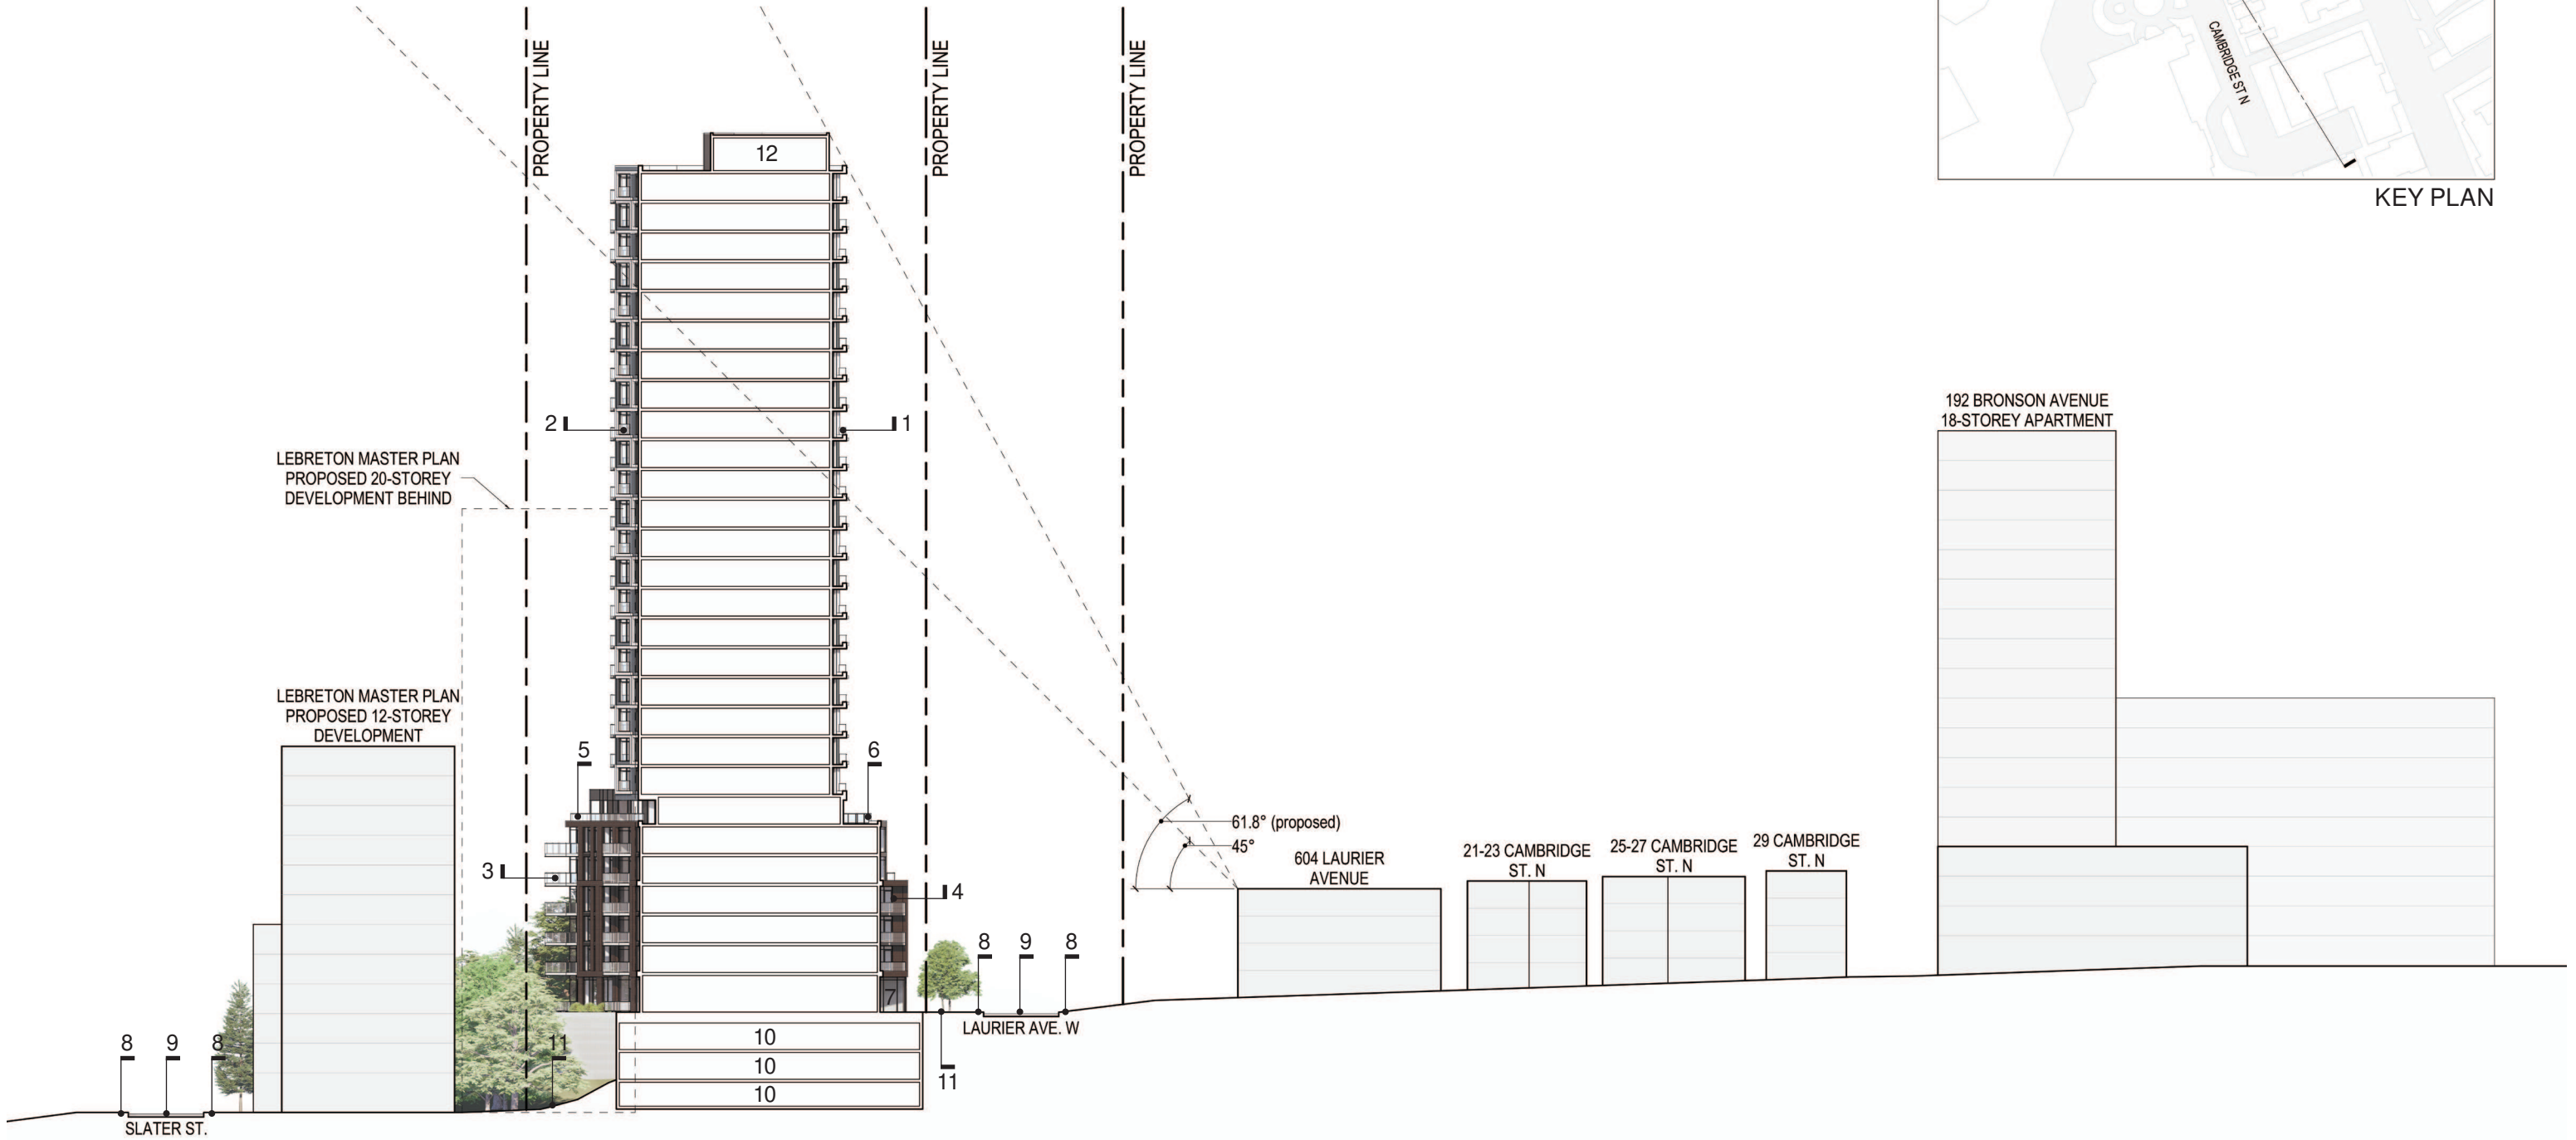 CAMBRIDGE ST N
KEY PLAN
PROPERTY LINE
PROPERTY LINE
PROPERTY LINE
12
2
1
192 BRONSON AVENUE
18-STOREY APARTMENT
LEBRETON MASTER PLAN
PROPOSED 20-STOREY
DEVELOPMENT BEHIND
LEBRETON MASTER PLAN
PROPOSED 12-STOREY
DEVELOPMENT
5
6
61.8° (proposed)
45°
604 LAURIER
AVENUE
21-23 CAMBRIDGE
ST. N
25-27 CAMBRIDGE
ST. N
29 CAMBRIDGE
ST. N
3
4
7
8
9
8
LAURIER AVE. W
11
8
9
8
11
10
10
10
SLATER ST.